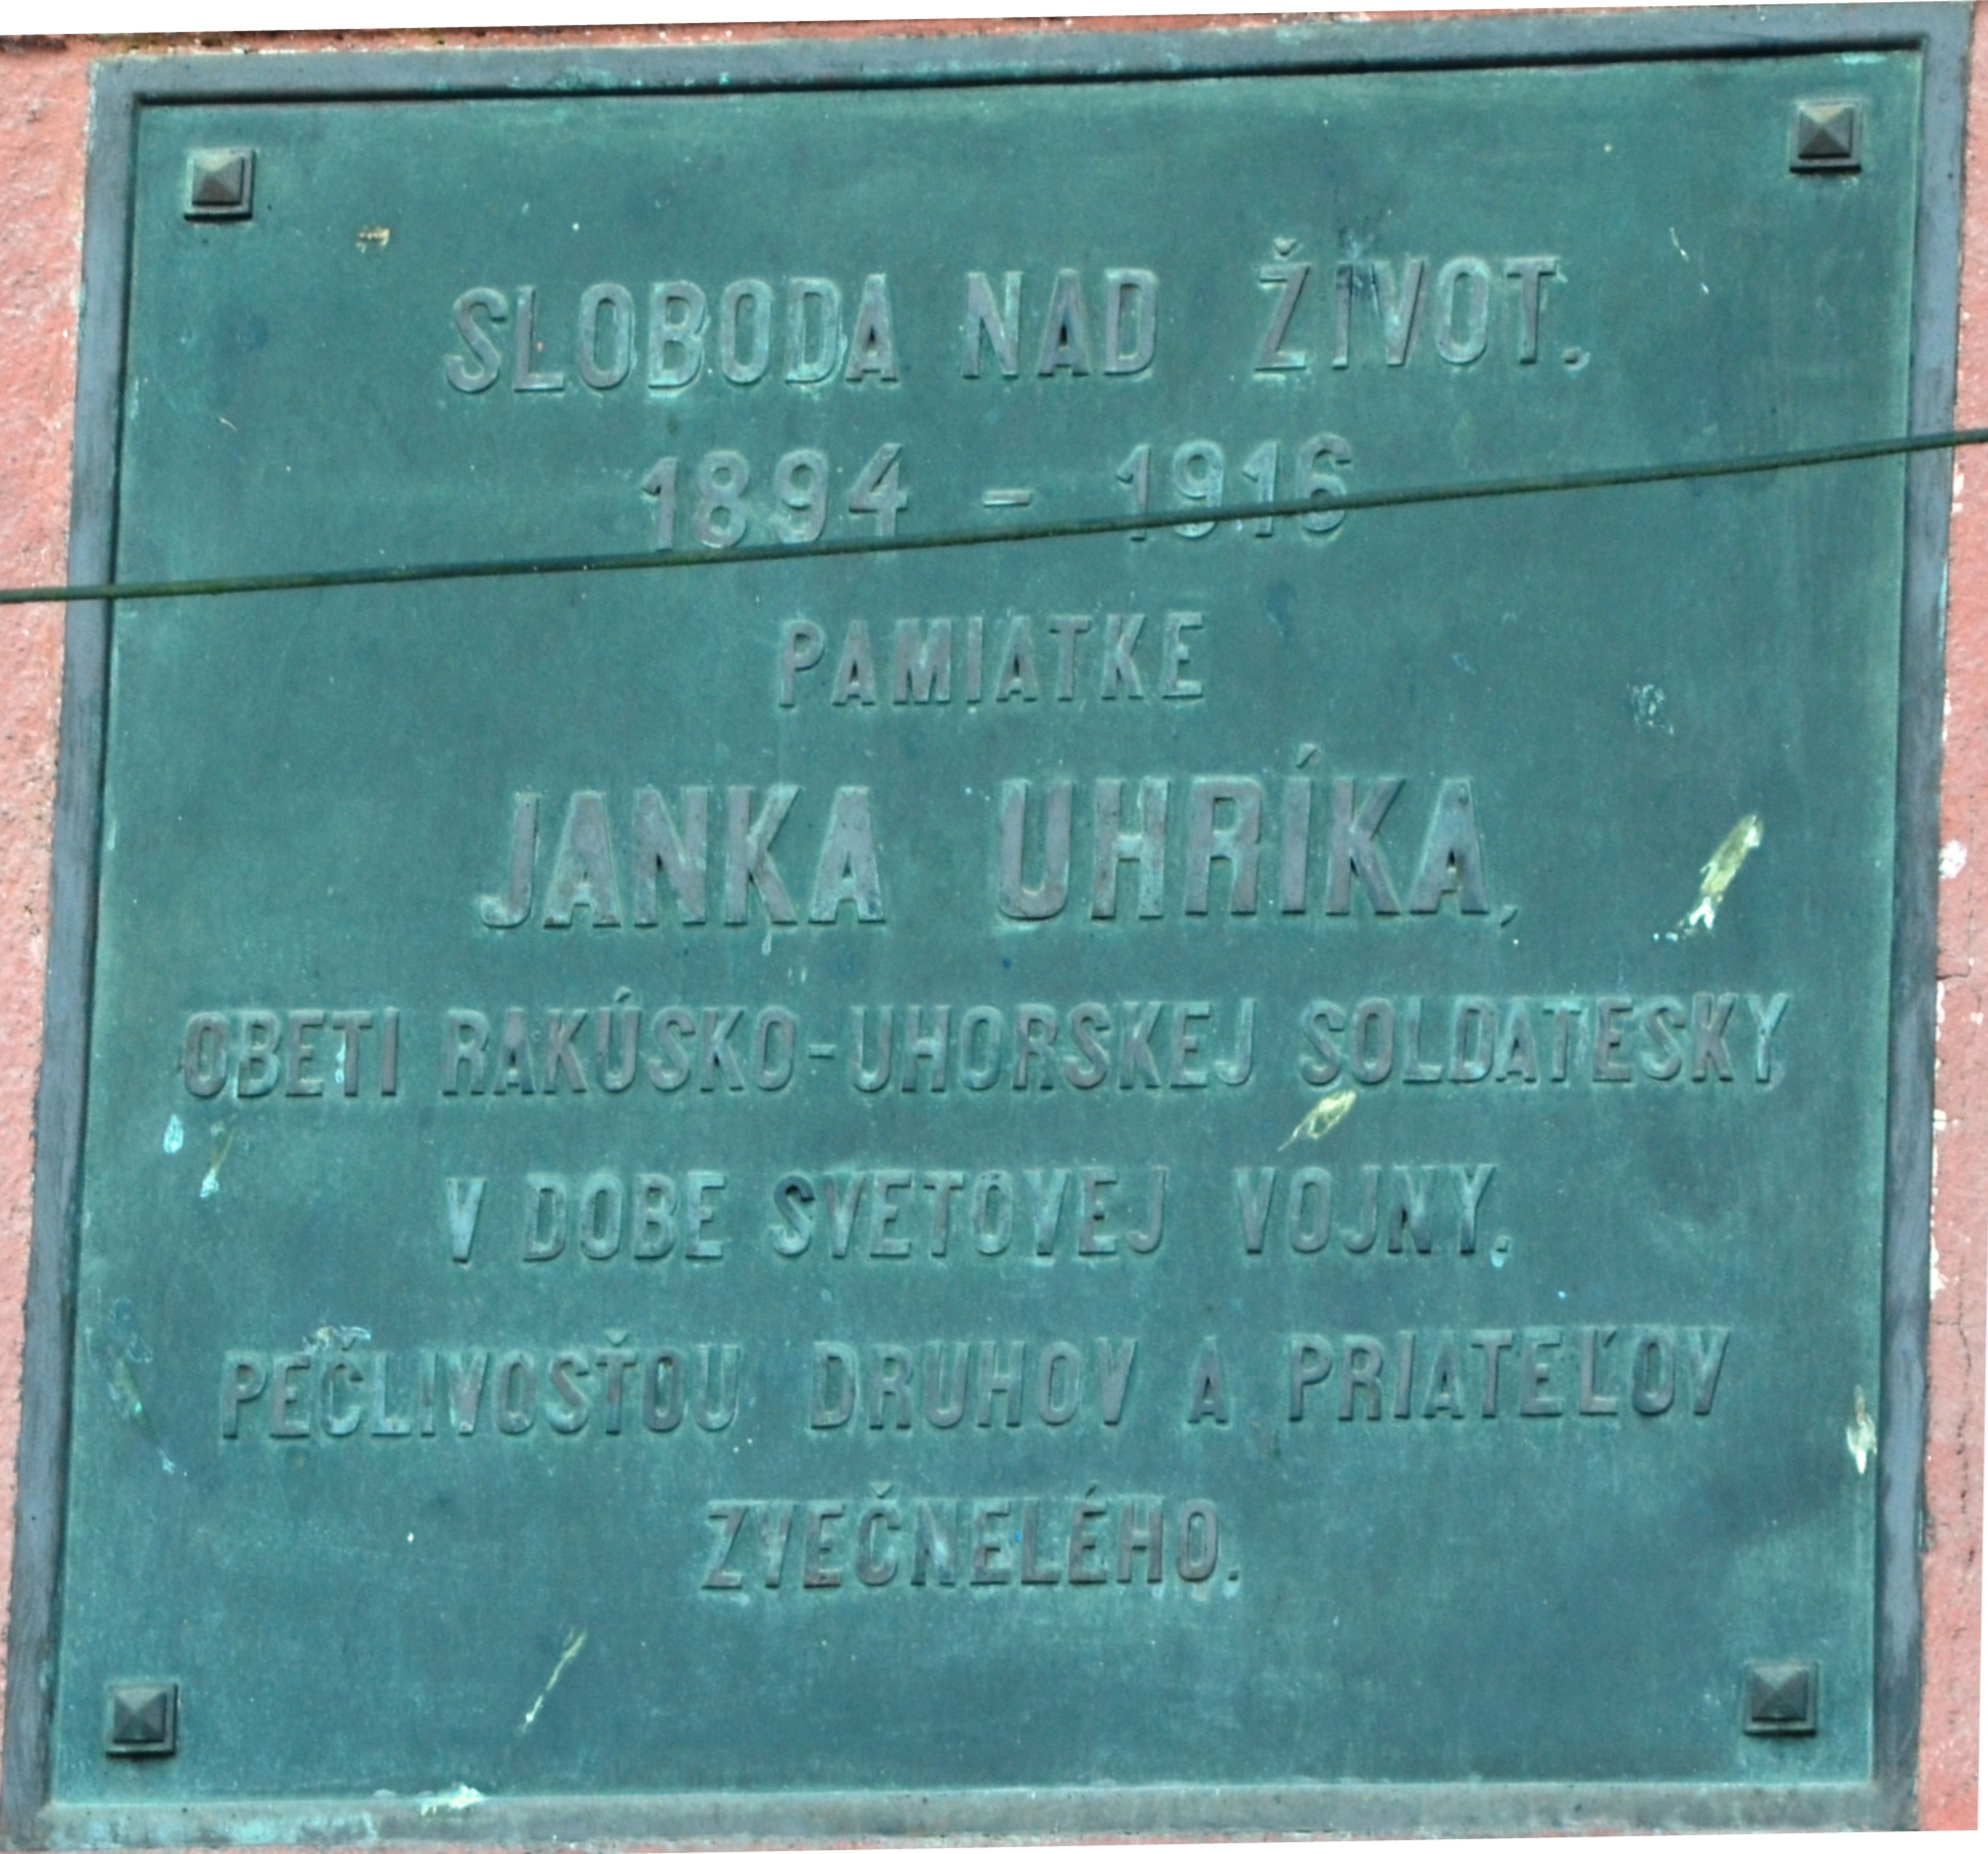 SLOBODA NAD ŽIVOT.
1894 - 1916
PAMIATKE
JANKA UHRÍKA,
OBETI RAKÚSKO-UHORSKEJ SOLDATESKY
V DOBE SVETOVEJ VOJNY.
PEČLIVOSŤOU DRUHOV A PRIATEĽOV
ZVEČNELÉHO.